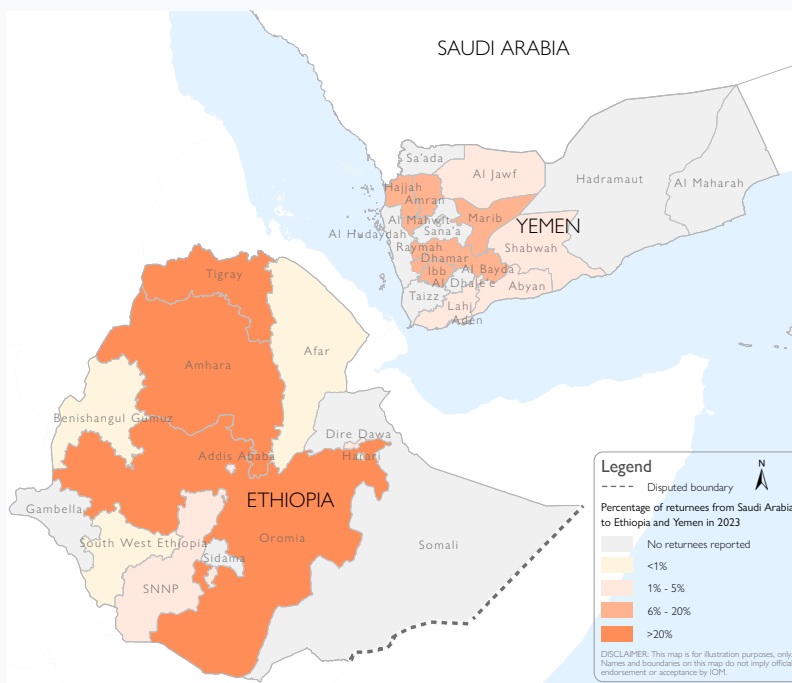 SAUDI ARABIA
Sa'ada
Al Jawf
Hadramaut
Al Maharah
Hajjah
Amran
Al Mahwit
Marib
Al Hudaydah
Sana'a
YEMEN
Raymah
Shabwah
Dhamar
Ibb
Al Bayda
Al Dhale'e
Abyan
Taizz
Lahj
Aden
Tigray
Afar
Amhara
Benishangul Gumuz
Dire Dawa
Addis Ababa
Harari
ETHIOPIA
Gambella
South West Ethiopia
Oromia
Somali
Sidama
SNNP
Legend
N
Disputed boundary
Percentage of returnees from Saudi Arabia
to Ethiopia and Yemen in 2023
No returnees reported
<1%
1% - 5%
6% - 20%
>20%
DISCLAIMER: This map is for illustration purposes, only.
Names and boundaries on this map do not imply official
endorsement or acceptance by IOM.